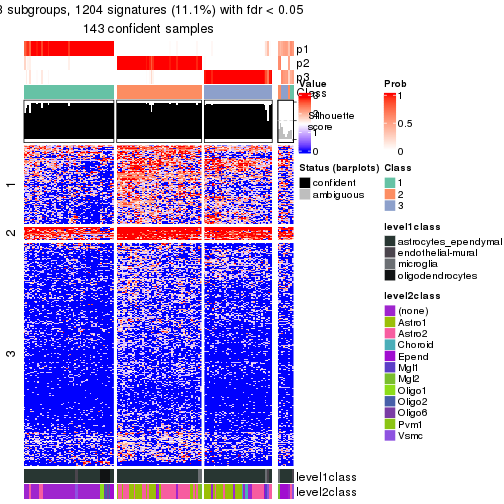 3 subgroups, 1204 signatures (11.1%) with fdr < 0.05
143 confident samples
p1
p2
p3
Class
Silhouette
score
1
2
3
level1class
level2class
Value
3
1
0
Status (barplots)
confident
ambiguous
Prob
1
0.5
0
Class
1
2
3
level1class
astrocytes_ependymal
endothelial-mural
microglia
oligodendrocytes
level2class
(none)
Astro1
Astro2
Choroid
Epend
Mgl1
Mgl2
Oligo1
Oligo2
Oligo6
Pvm1
Vsmc